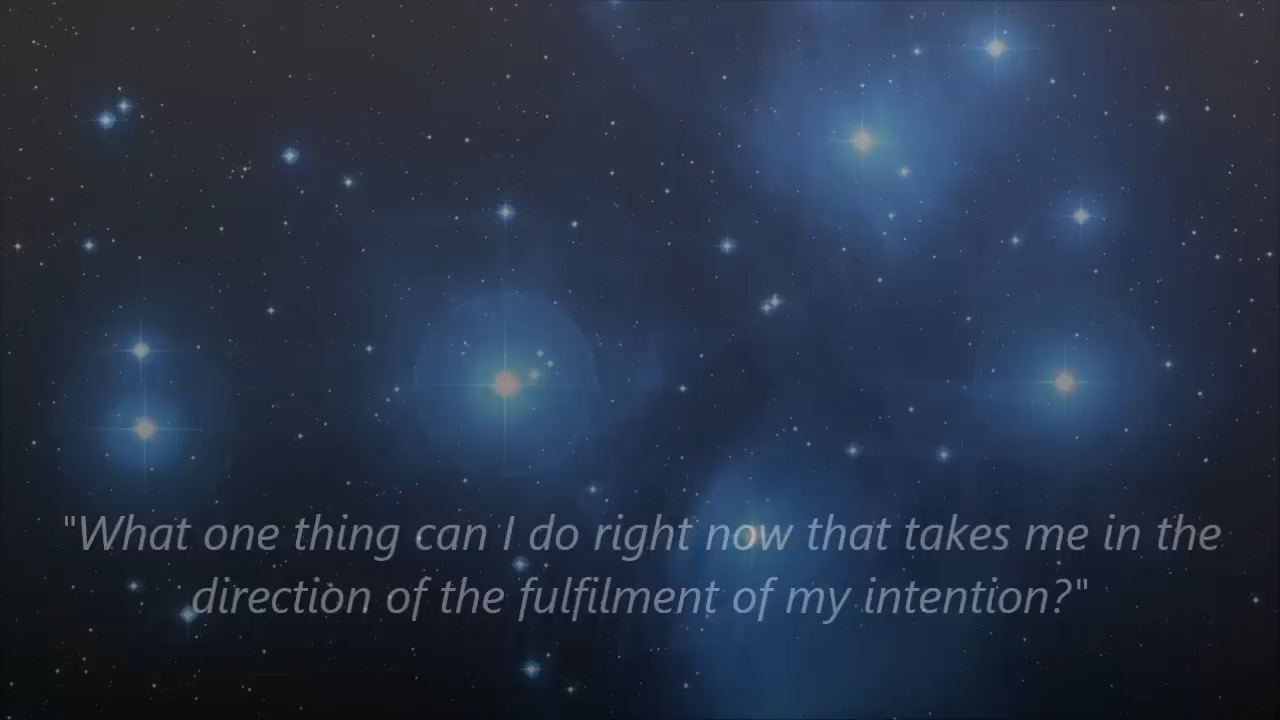 "What one thing can I do right now that takes me in the
direction of the fulfilment of my intention?"